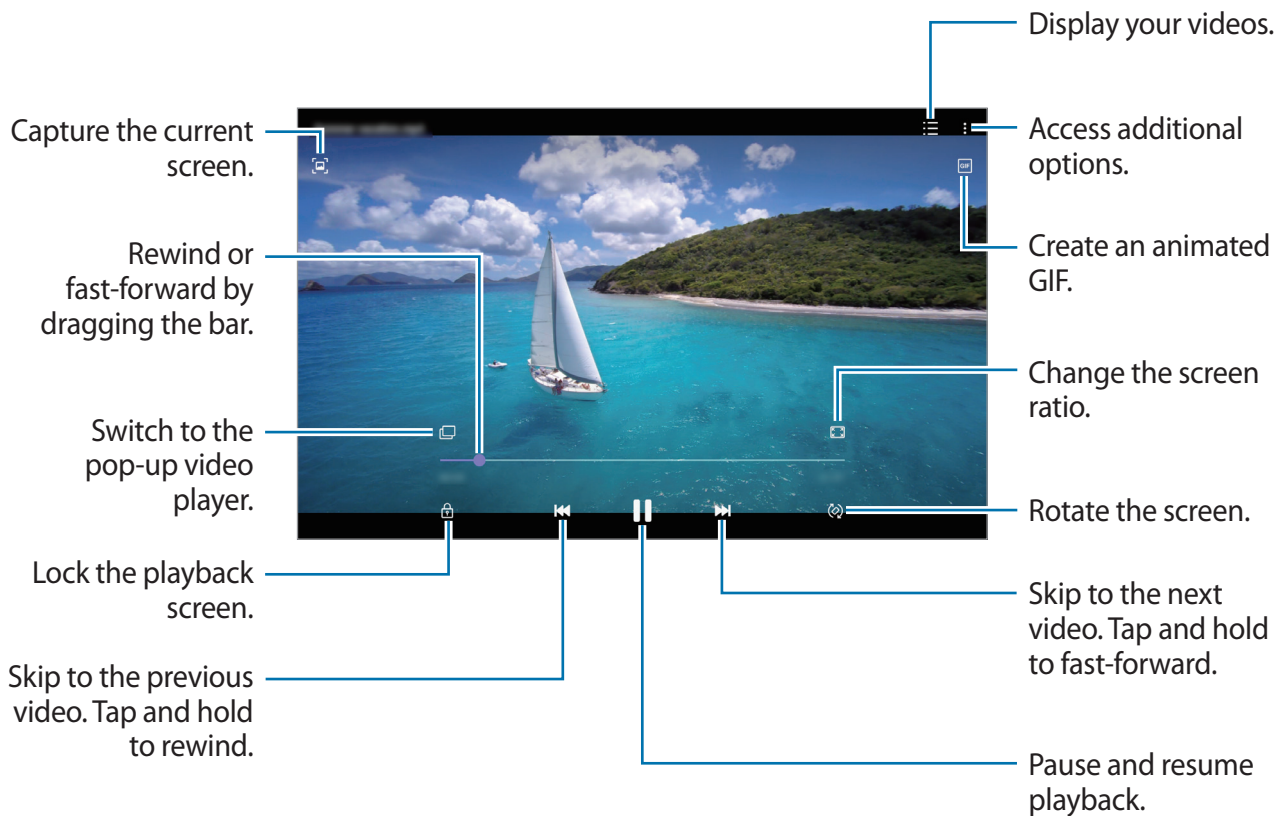 Display your videos.
Capture the current
screen.
Access additional
options.
GIF
Rewind or
fast-forward by
dragging the bar.
Create an animated
GIF.
Change the screen
ratio.
Switch to the
pop-up video
player.
Rotate the screen.
Lock the playback
screen.
Skip to the next
video. Tap and hold
to fast-forward.
Skip to the previous
video. Tap and hold
to rewind.
Pause and resume
playback.